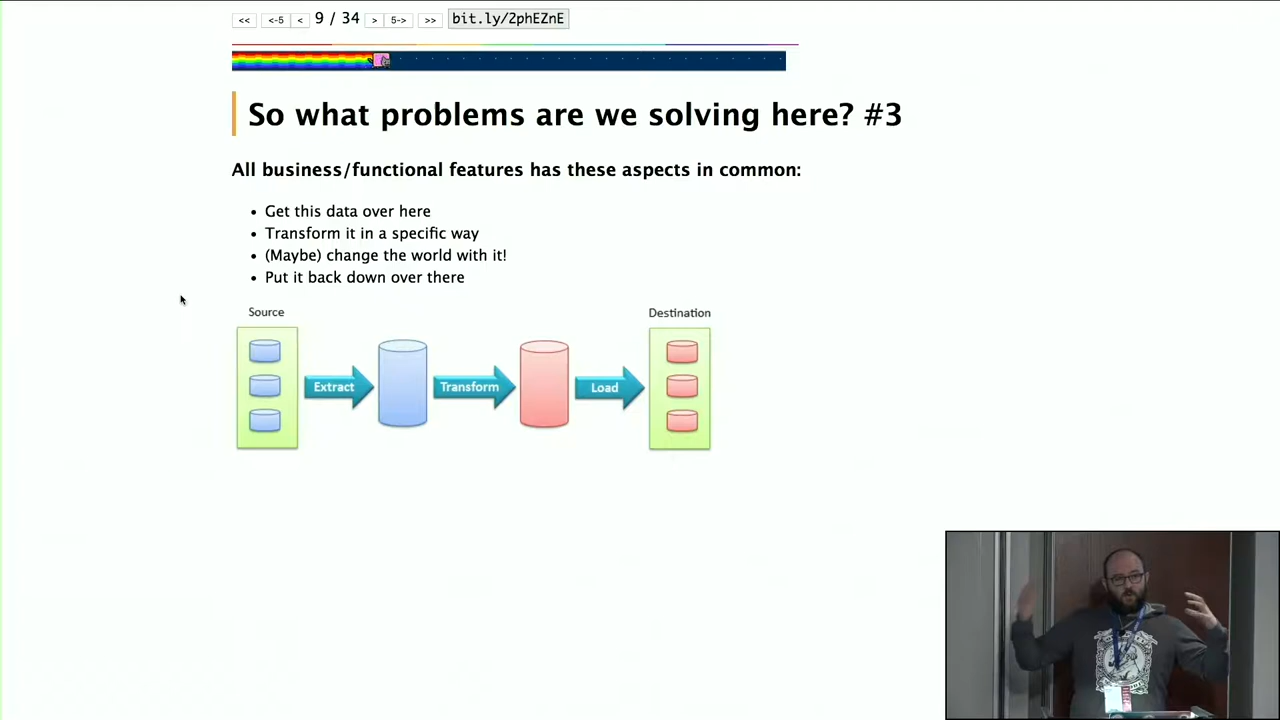 << <-5 < 9 / 34 > 5-> >> bit.ly/2phEZnE
So what problems are we solving here? #3
All business/functional features has these aspects in common:
• Get this data over here
• Transform it in a specific way
• (Maybe) change the world with it!
• Put it back down over there
Source
Destination
Extract
Transform
Load